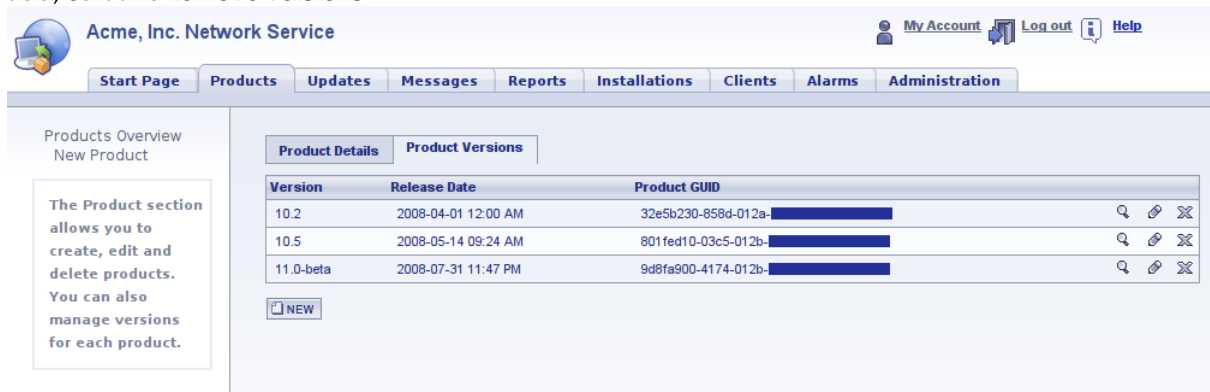 Acme, Inc. Network Service
My Account Log out Help
Start Page Products Updates Messages Reports Installations Clients Alarms Administration
Products Overview
New Product
The Product section
allows you to
create, edit and
delete products.
You can also
manage versions
for each product.
Product Details Product Versions
Version Release Date Product GUID
10.2 2008-04-01 12:00 AM 32e5b230-858d-012a-
10.5 2008-05-14 09:24 AM 801fed10-03c5-012b-
11.0-beta 2008-07-31 11:47 PM 9d8fa900-4174-012b-
NEW